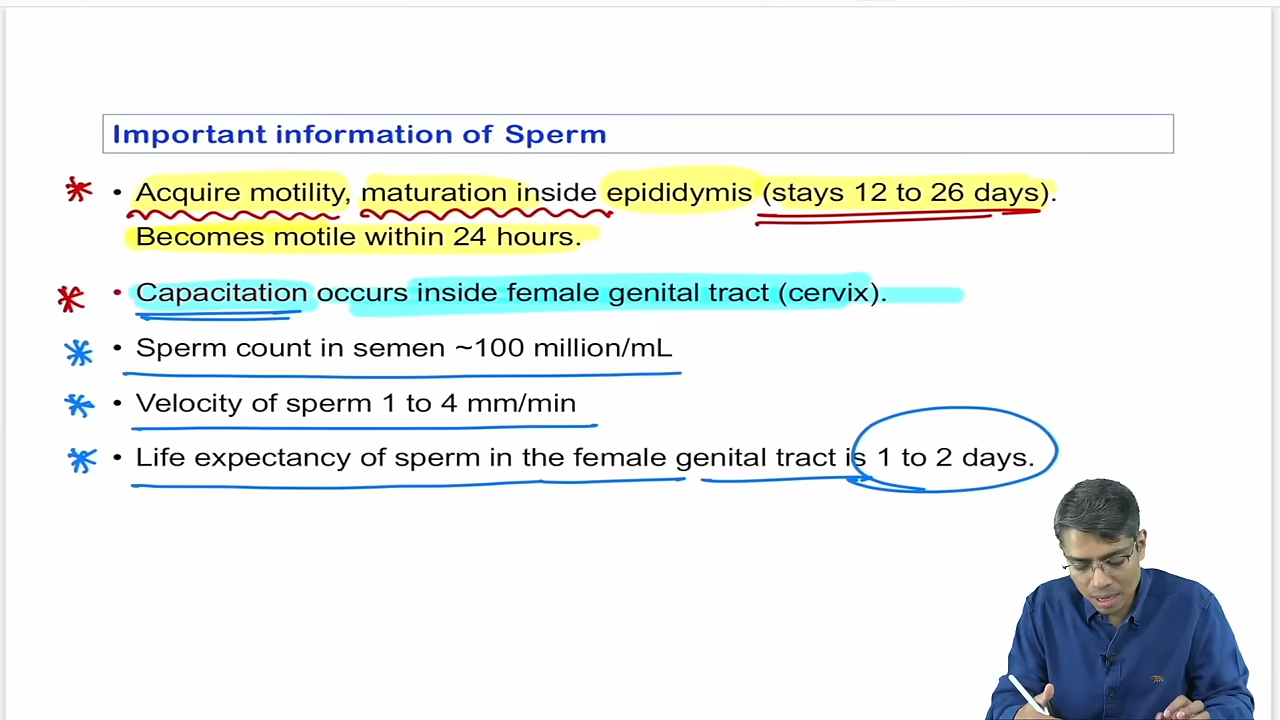 Important information of Sperm
• Acquire motility, maturation inside epididymis (stays 12 to 26 days).
Becomes motile within 24 hours.
• Capacitation occurs inside female genital tract (cervix).
• Sperm count in semen ~100 million/mL
• Velocity of sperm 1 to 4 mm/min
• Life expectancy of sperm in the female genital tract is 1 to 2 days.